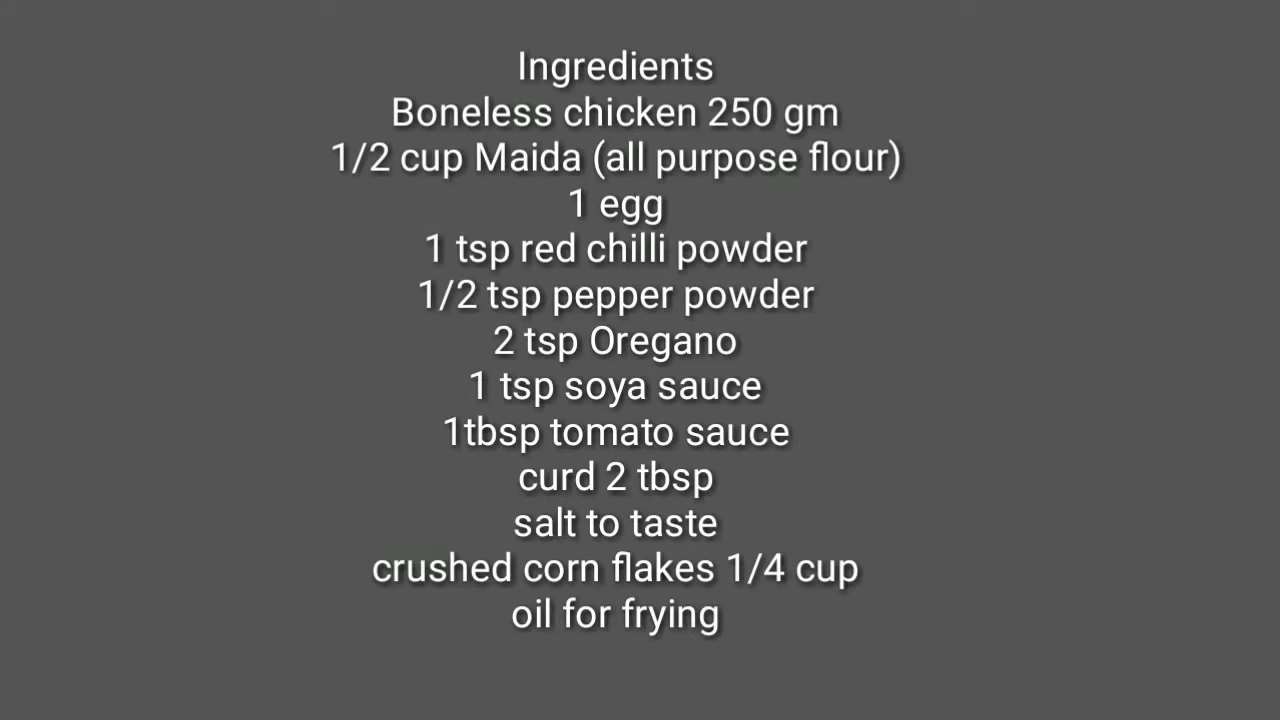 Ingredients
Boneless chicken 250 gm
1/2 cup Maida (all purpose flour)
1 egg
1 tsp red chilli powder
1/2 tsp pepper powder
2 tsp Oregano
1 tsp soya sauce
1tbsp tomato sauce
curd 2 tbsp
salt to taste
crushed corn flakes 1/4 cup
oil for frying